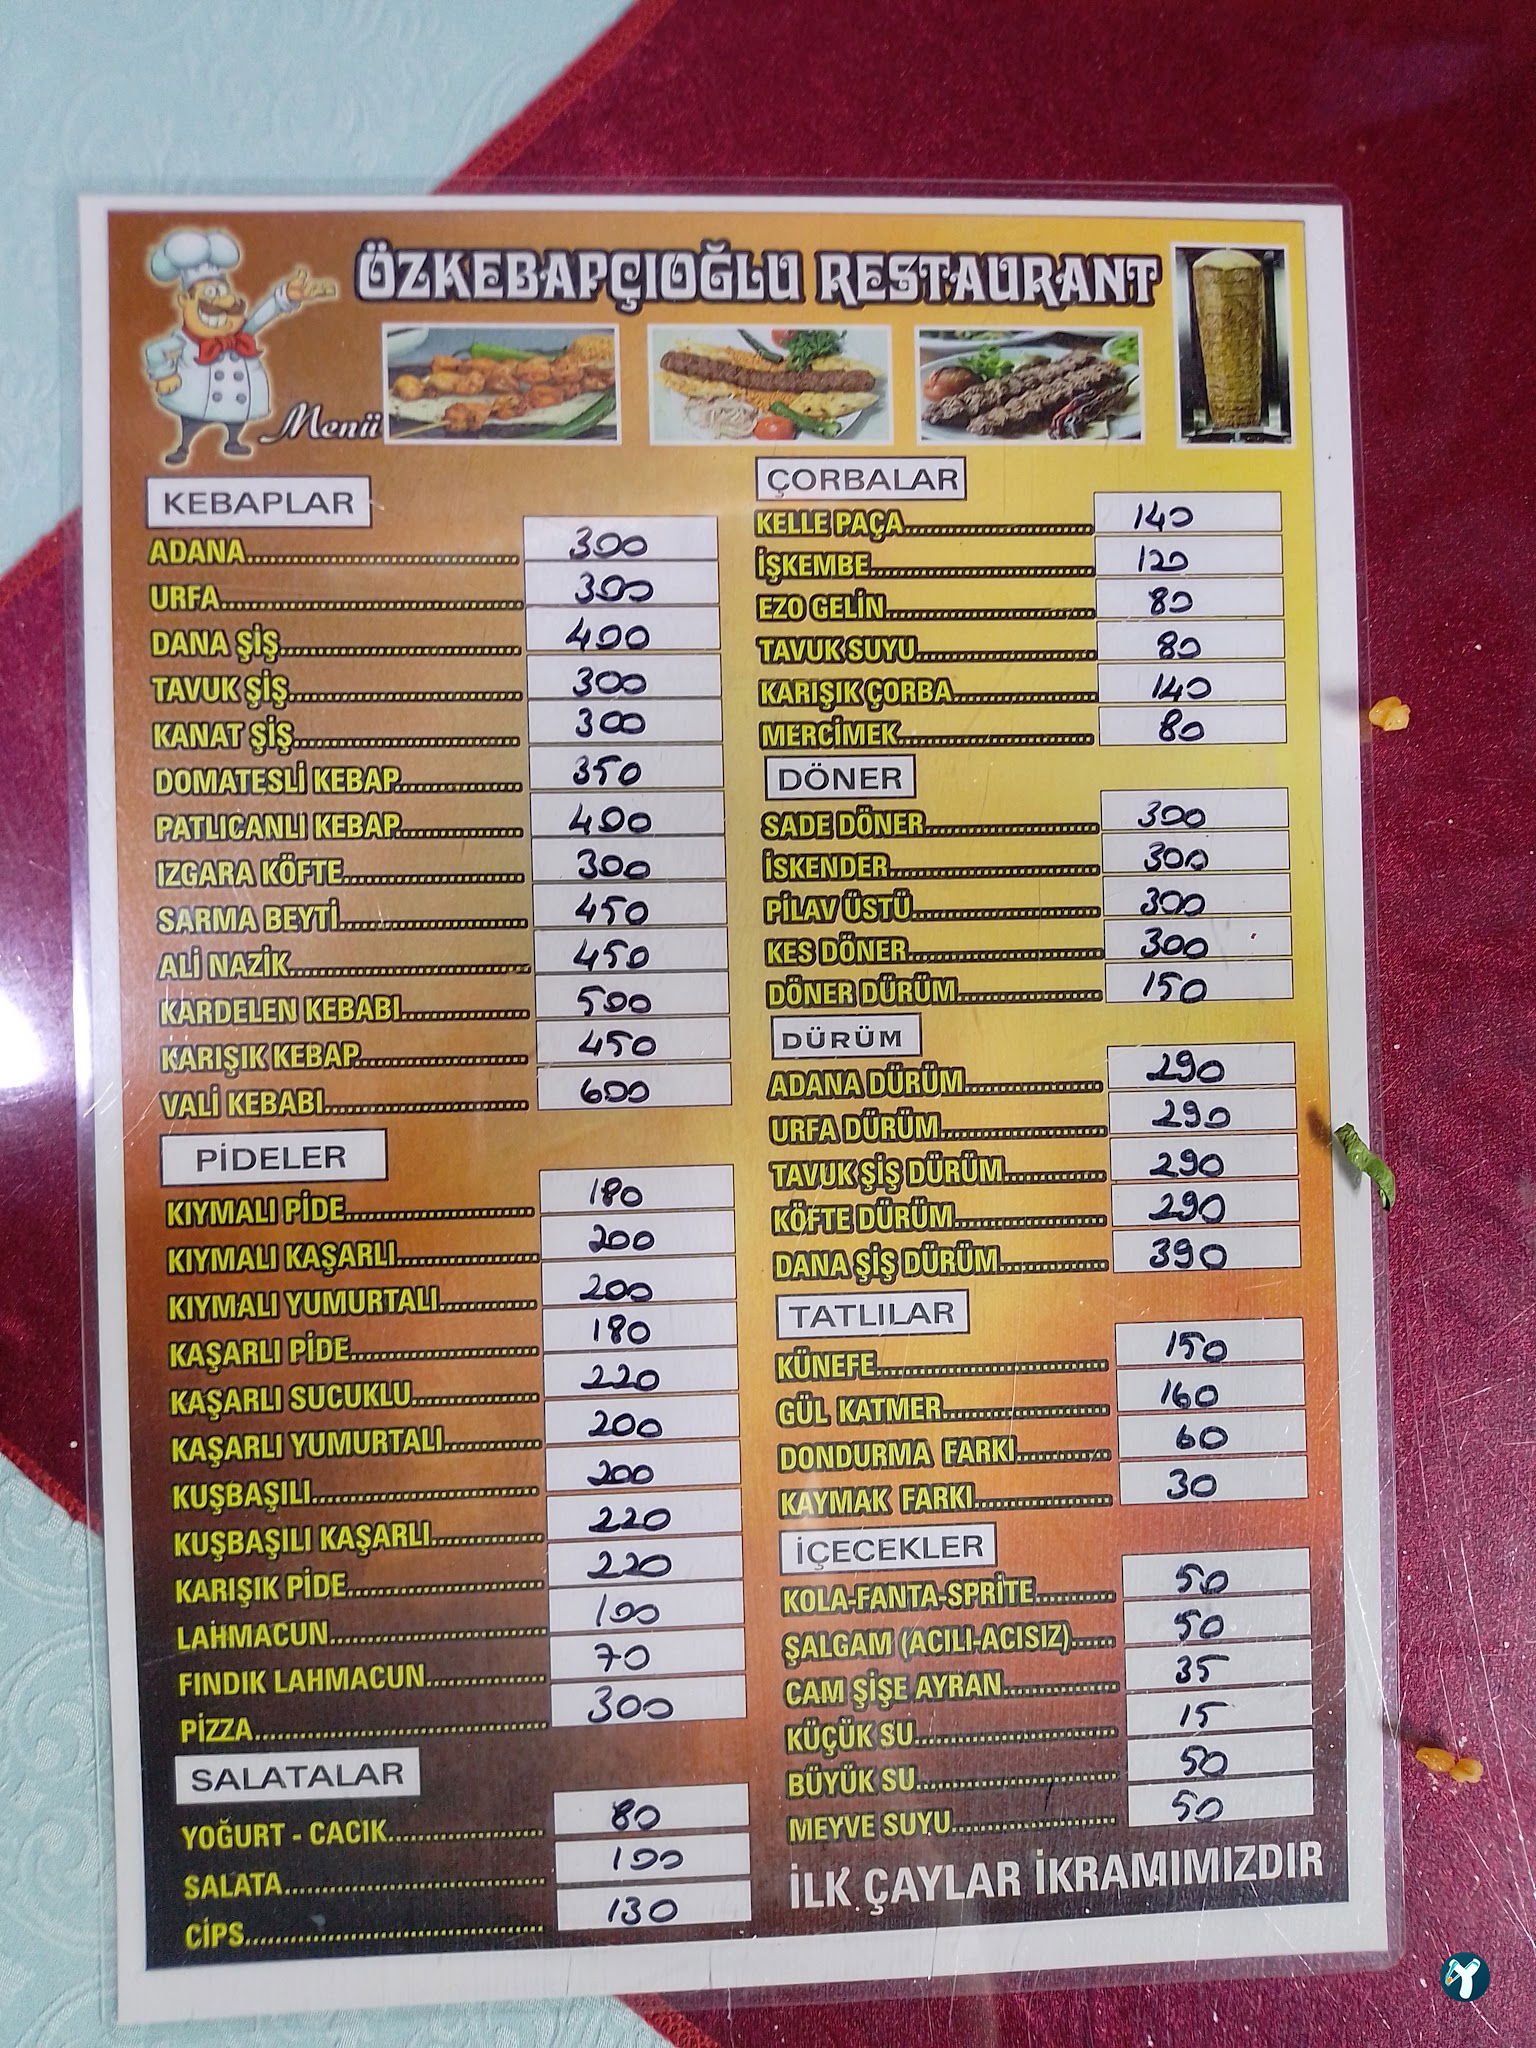 ÖZKEBAPÇIOĞLU RESTAURANT
Menü
KEBAPLAR
ADANA 300
URFA 300
DANA ŞİŞ 400
TAVUK ŞİŞ 300
KANAT ŞİŞ 300
DOMATESLİ KEBAP 350
PATLICANLI KEBAP 400
IZGARA KÖFTE 300
SARMA BEYTİ 450
ALİ NAZİK 450
KARDELEN KEBABI 500
KARIŞIK KEBAP 450
VALİ KEBABI 600
PİDELER
KIYMALI PİDE 180
KIYMALI KAŞARLI 200
KIYMALI YUMURTALI 200
KAŞARLI PİDE 180
KAŞARLI SUCUKLU 220
KAŞARLI YUMURTALI 200
KUŞBAŞILI 200
KUŞBAŞILI KAŞARLI 220
KARIŞIK PİDE 220
LAHMACUN 100
FINDIK LAHMACUN 70
PİZZA 300
SALATALAR
YOĞURT - CACIK 80
SALATA 100
CİPS 130
ÇORBALAR
KELLE PAÇA 140
İŞKEMBE 120
EZO GELİN 80
TAVUK SUYU 80
KARIŞIK ÇORBA 140
MERCİMEK 80
DÖNER
SADE DÖNER 300
İSKENDER 300
PİLAV ÜSTÜ 300
KES DÖNER 300
DÖNER DÜRÜM 150
DÜRÜM
ADANA DÜRÜM 290
URFA DÜRÜM 290
TAVUK ŞİŞ DÜRÜM 290
KÖFTE DÜRÜM 290
DANA ŞİŞ DÜRÜM 390
TATLILAR
KÜNEFE 150
GÜL KATMER 160
DONDURMA FARKI 60
KAYMAK FARKI 30
İÇECEKLER
KOLA-FANTA-SPRİTE 50
ŞALGAM (ACILI-ACISIZ) 50
CAM ŞİŞE AYRAN 35
KÜÇÜK SU 15
BÜYÜK SU 50
MEYVE SUYU 50
İLK ÇAYLAR İKRAMIMIZDIR